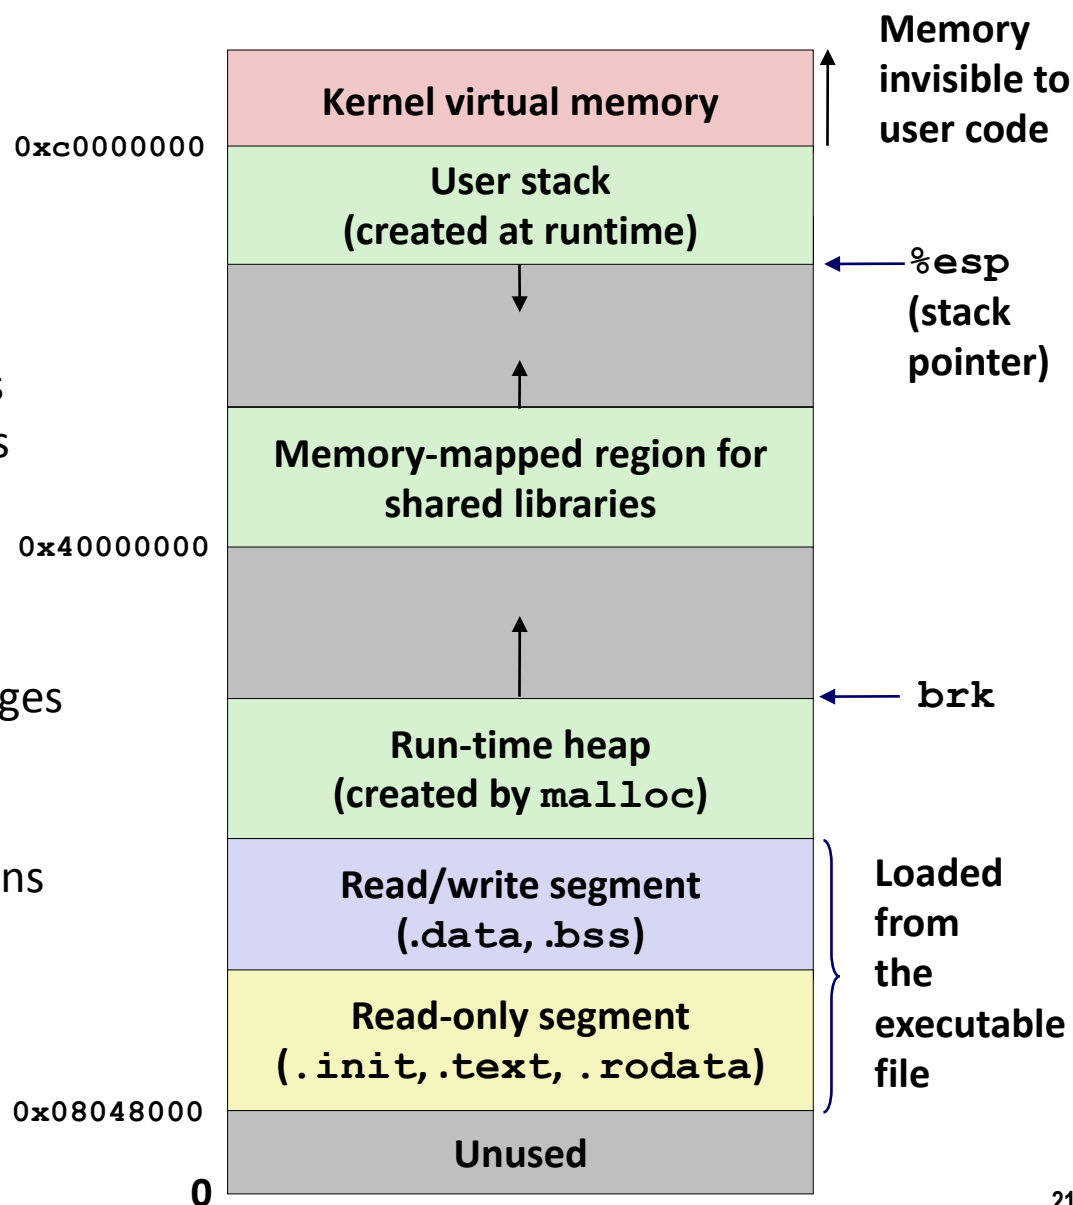 Memory
invisible to
user code
Kernel virtual memory
0xc0000000
User stack
(created at runtime)
%esp
(stack
pointer)
s
s
Memory-mapped region for
shared libraries
0x40000000
ges
brk
Run-time heap
(created by malloc)
ns
Read/write segment
(.data, .bss)
Loaded
from
the
executable
file
Read-only segment
(.init, .text, .rodata)
0x08048000
Unused
0
21